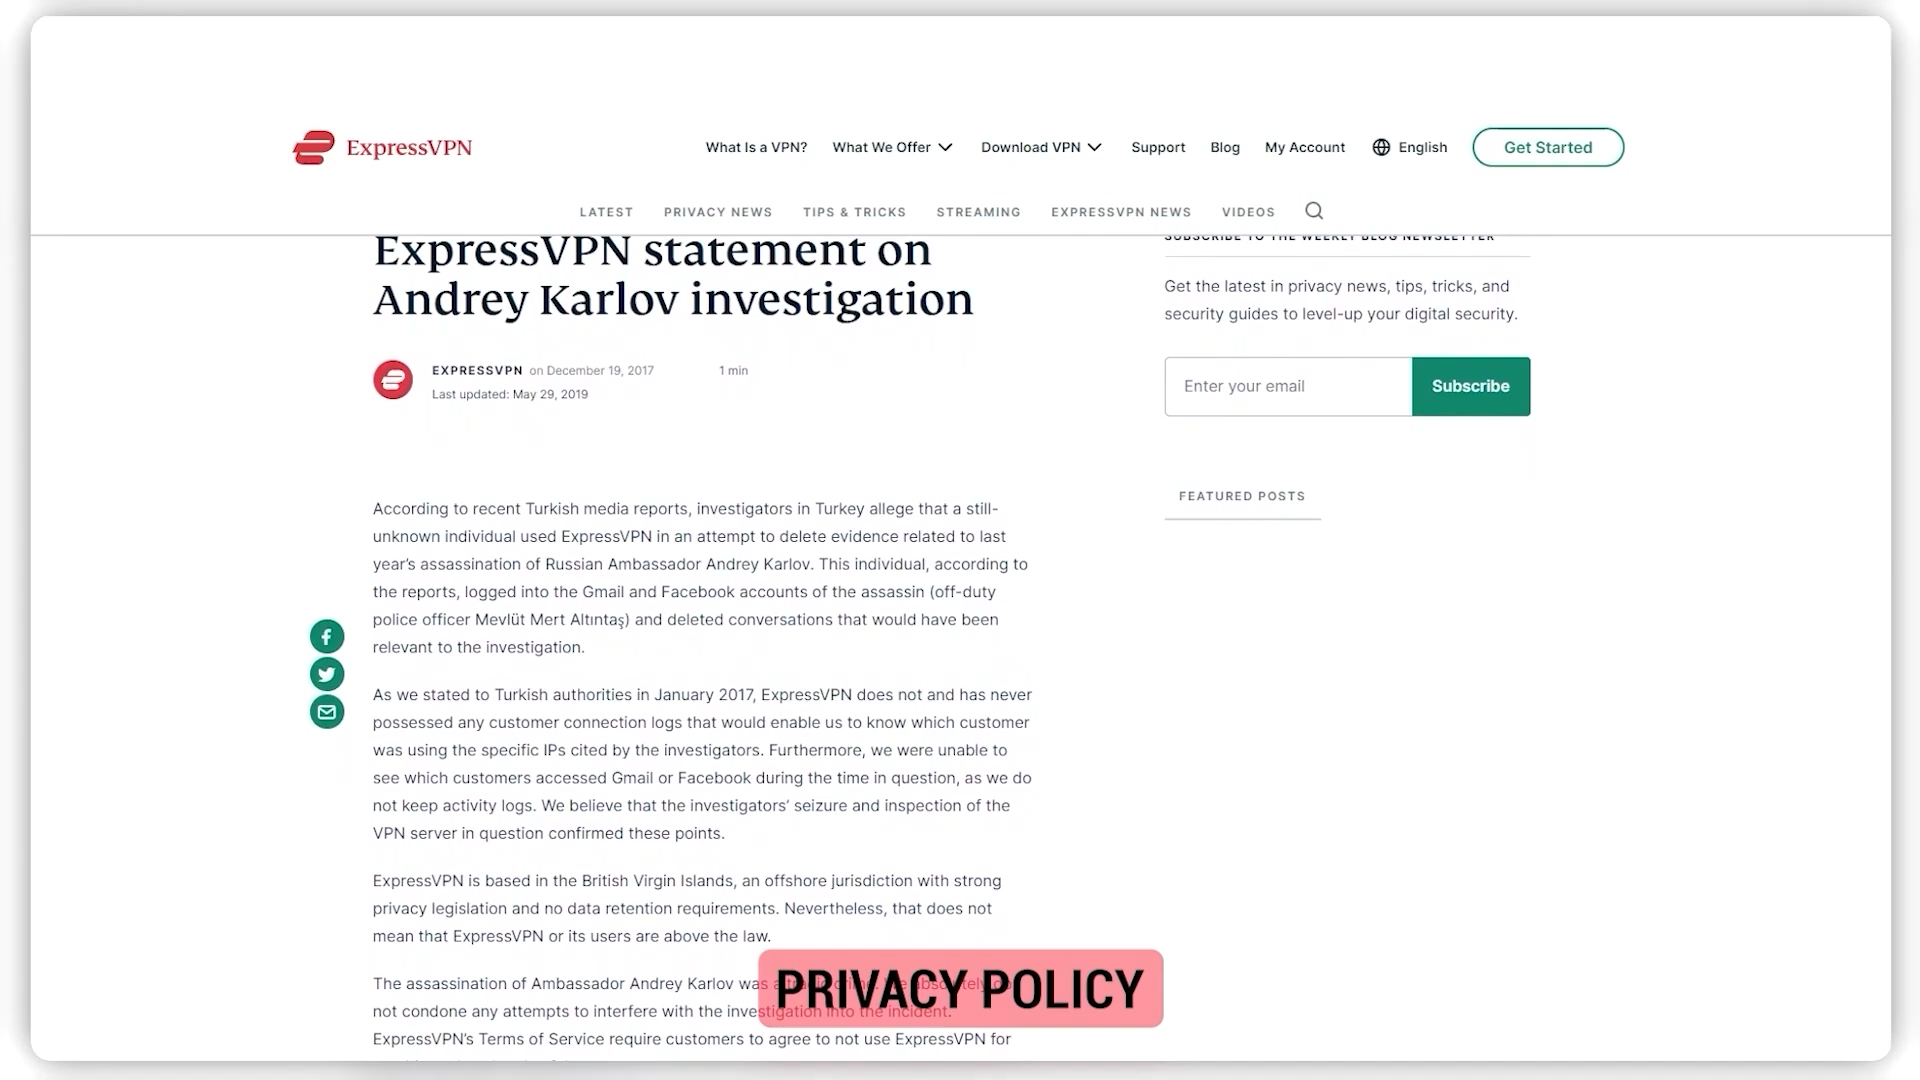 ExpressVPN
What Is a VPN?
What We Offer
Download VPN
Support
Blog
My Account
English
Get Started
LATEST
PRIVACY NEWS
TIPS & TRICKS
STREAMING
EXPRESSVPN NEWS
VIDEOS
ExpressVPN statement on
Andrey Karlov investigation
EXPRESSVPN on December 19, 2017
1 min
Last updated: May 29, 2019
According to recent Turkish media reports, investigators in Turkey allege that a still-
unknown individual used ExpressVPN in an attempt to delete evidence related to last
year’s assassination of Russian Ambassador Andrey Karlov. This individual, according to
the reports, logged into the Gmail and Facebook accounts of the assassin (off-duty
police officer Mevlüt Mert Altıntaş) and deleted conversations that would have been
relevant to the investigation.
As we stated to Turkish authorities in January 2017, ExpressVPN does not and has never
possessed any customer connection logs that would enable us to know which customer
was using the specific IPs cited by the investigators. Furthermore, we were unable to
see which customers accessed Gmail or Facebook during the time in question, as we do
not keep activity logs. We believe that the investigators’ seizure and inspection of the
VPN server in question confirmed these points.
ExpressVPN is based in the British Virgin Islands, an offshore jurisdiction with strong
privacy legislation and no data retention requirements. Nevertheless, that does not
mean that ExpressVPN or its users are above the law.
The assassination of Ambassador Andrey Karlov was
not condone any attempts to interfere with the investigation into the incident.
ExpressVPN’s Terms of Service require customers to agree to not use ExpressVPN for
SUBSCRIBE TO THE WEEKLY BLOG NEWSLETTER
Get the latest in privacy news, tips, tricks, and
security guides to level-up your digital security.
Enter your email
Subscribe
FEATURED POSTS
PRIVACY POLICY